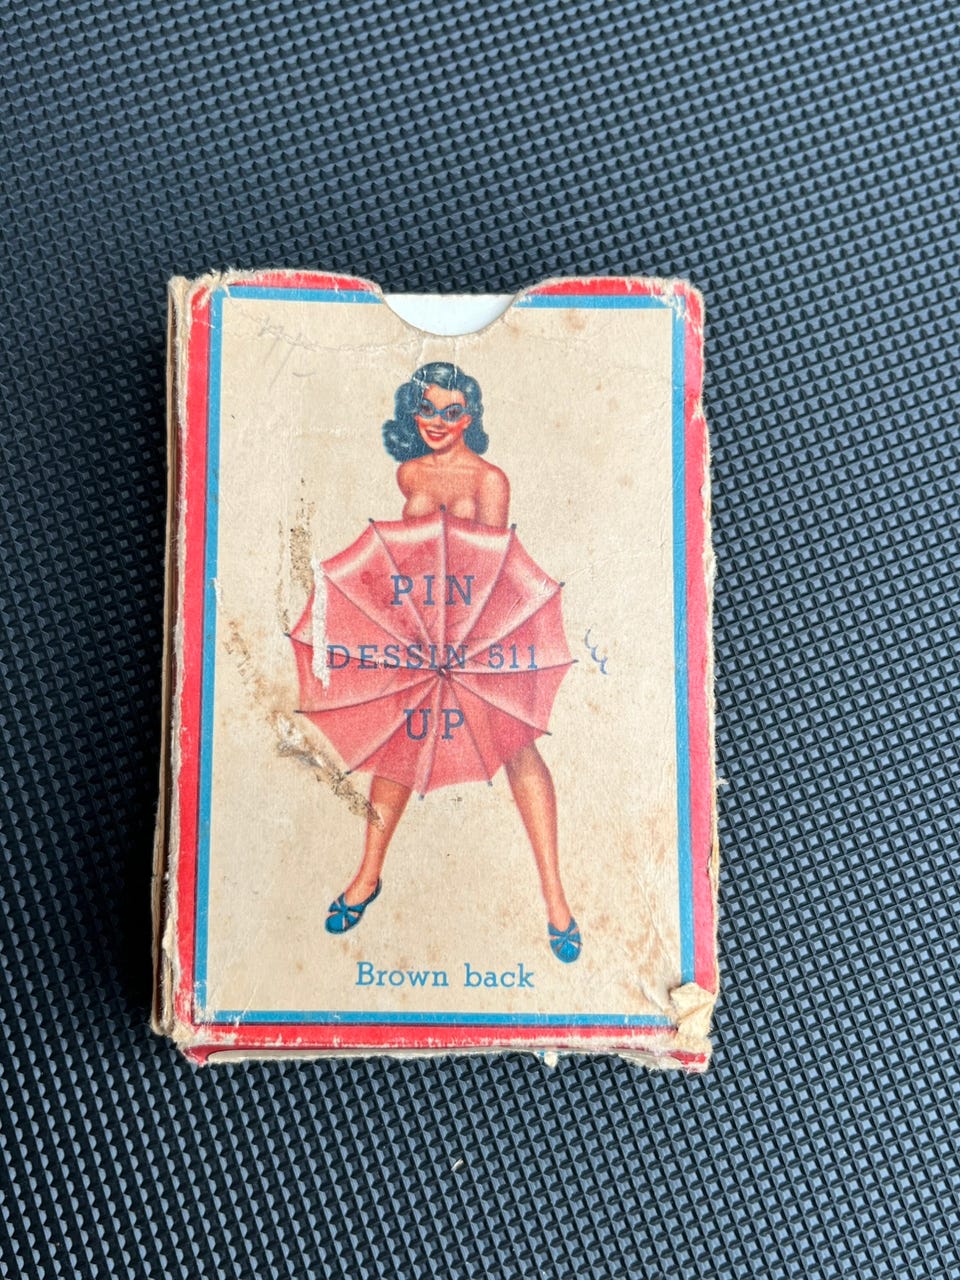 PIN
DESSIN 511
UP
Brown back